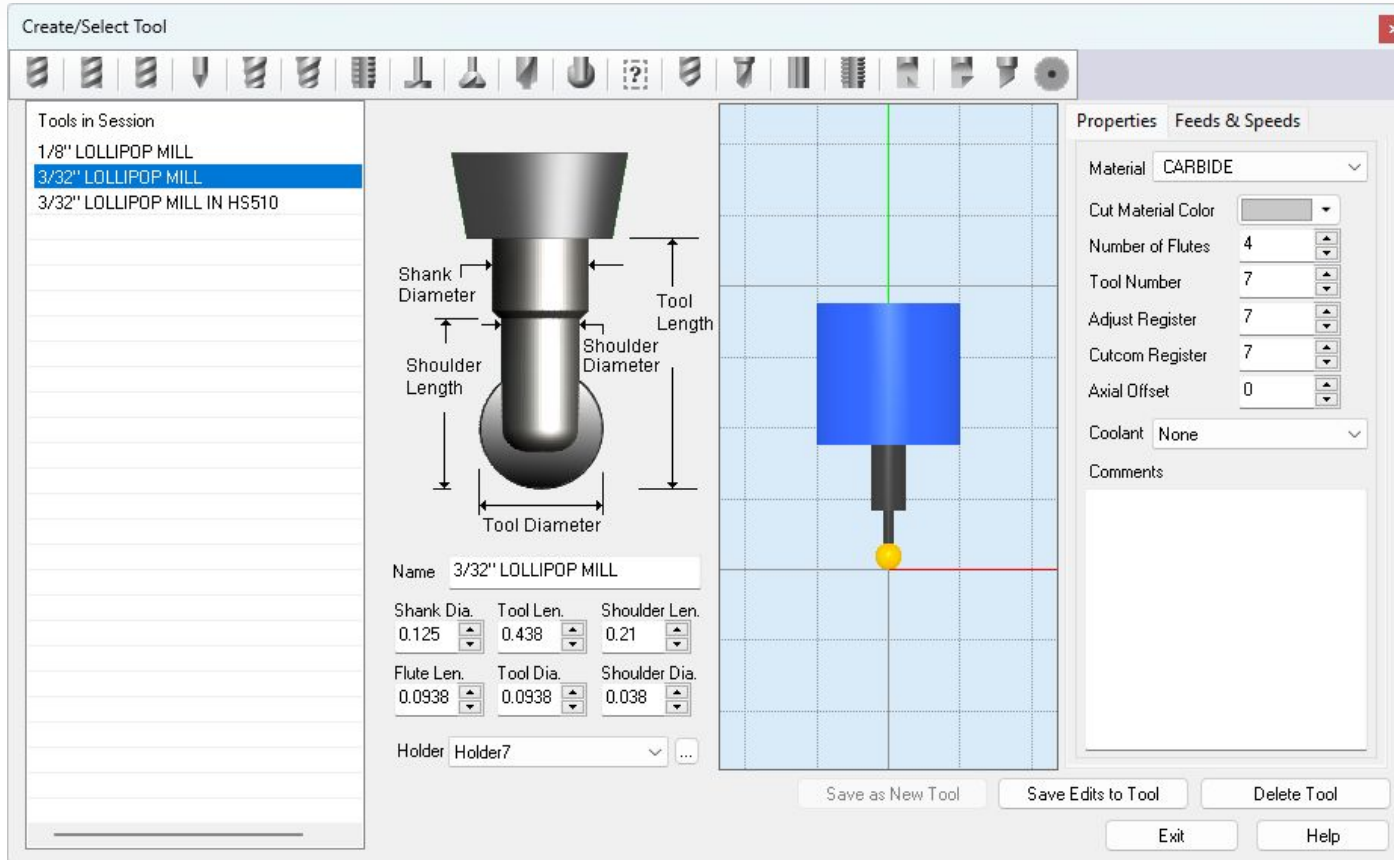 Create/Select Tool
x
?
Tools in Session
1/8" LOLLIPOP MILL
3/32" LOLLIPOP MILL
3/32" LOLLIPOP MILL IN HS510
Shank
Diameter
Tool
Length
Shoulder
Diameter
Shoulder
Length
Tool Diameter
Name 3/32" LOLLIPOP MILL
Shank Dia. Tool Len. Shoulder Len.
0.125 0.438 0.21
Flute Len. Tool Dia. Shoulder Dia.
0.0938 0.0938 0.038
Holder Holder7 ...
Properties Feeds & Speeds
Material CARBIDE
Cut Material Color
Number of Flutes 4
Tool Number 7
Adjust Register 7
Cutcom Register 7
Axial Offset 0
Coolant None
Comments
Save as New Tool Save Edits to Tool Delete Tool
Exit Help